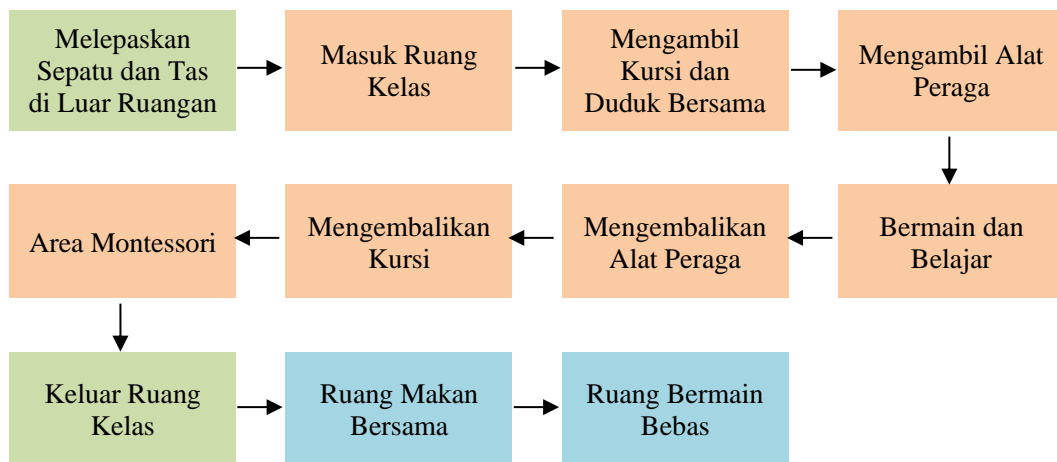 Melepaskan
Sepatu dan Tas
di Luar Ruangan
Masuk Ruang
Kelas
Mengambil
Kursi dan
Duduk Bersama
Mengambil Alat
Peraga
Bermain dan
Belajar
Mengembalikan
Alat Peraga
Mengembalikan
Kursi
Area Montessori
Keluar Ruang
Kelas
Ruang Makan
Bersama
Ruang Bermain
Bebas